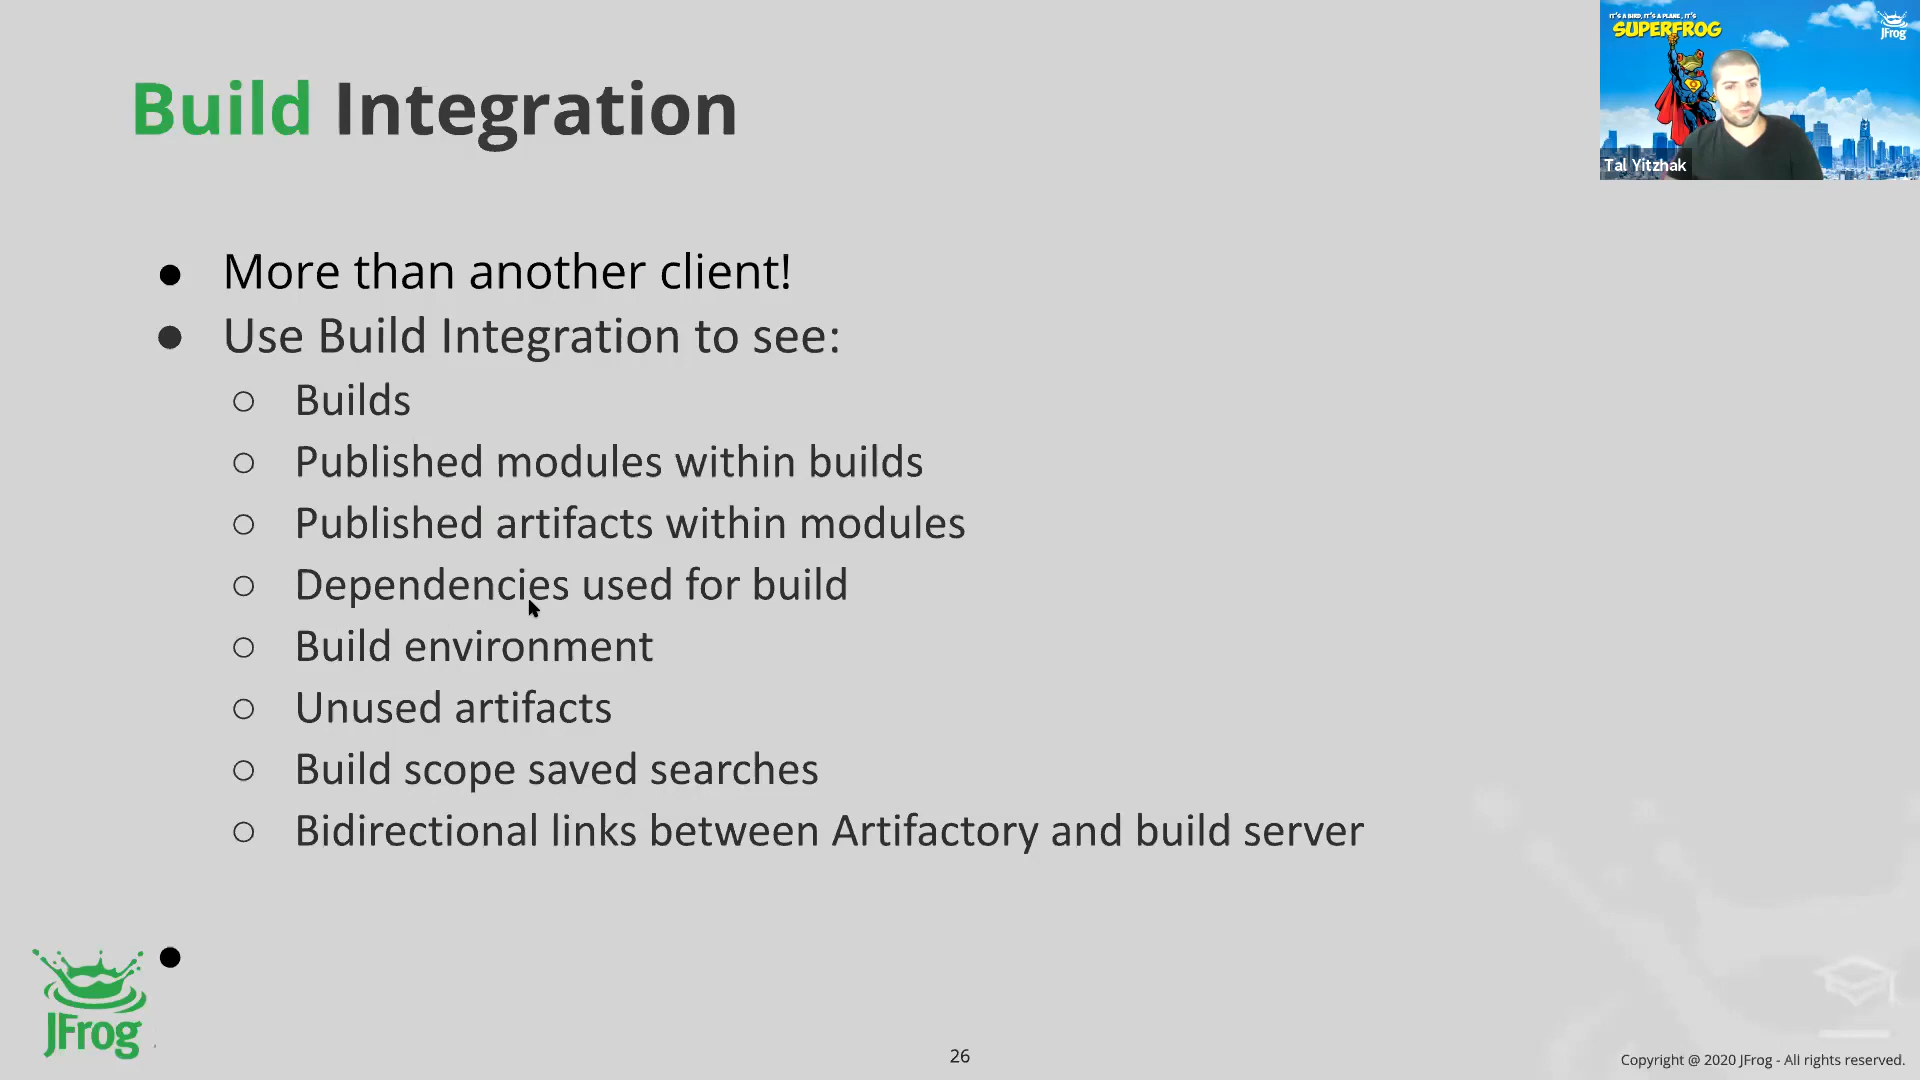 Build Integration
IT'S A BIRD, IT'S A PLANE, IT'S
SUPERFROG
JFrog
Tal Yitzhak
● More than another client!
● Use Build Integration to see:
○ Builds
○ Published modules within builds
○ Published artifacts within modules
○ Dependencies used for build
○ Build environment
○ Unused artifacts
○ Build scope saved searches
○ Bidirectional links between Artifactory and build server
●
JFrog
26
Copyright @ 2020 JFrog - All rights reserved.